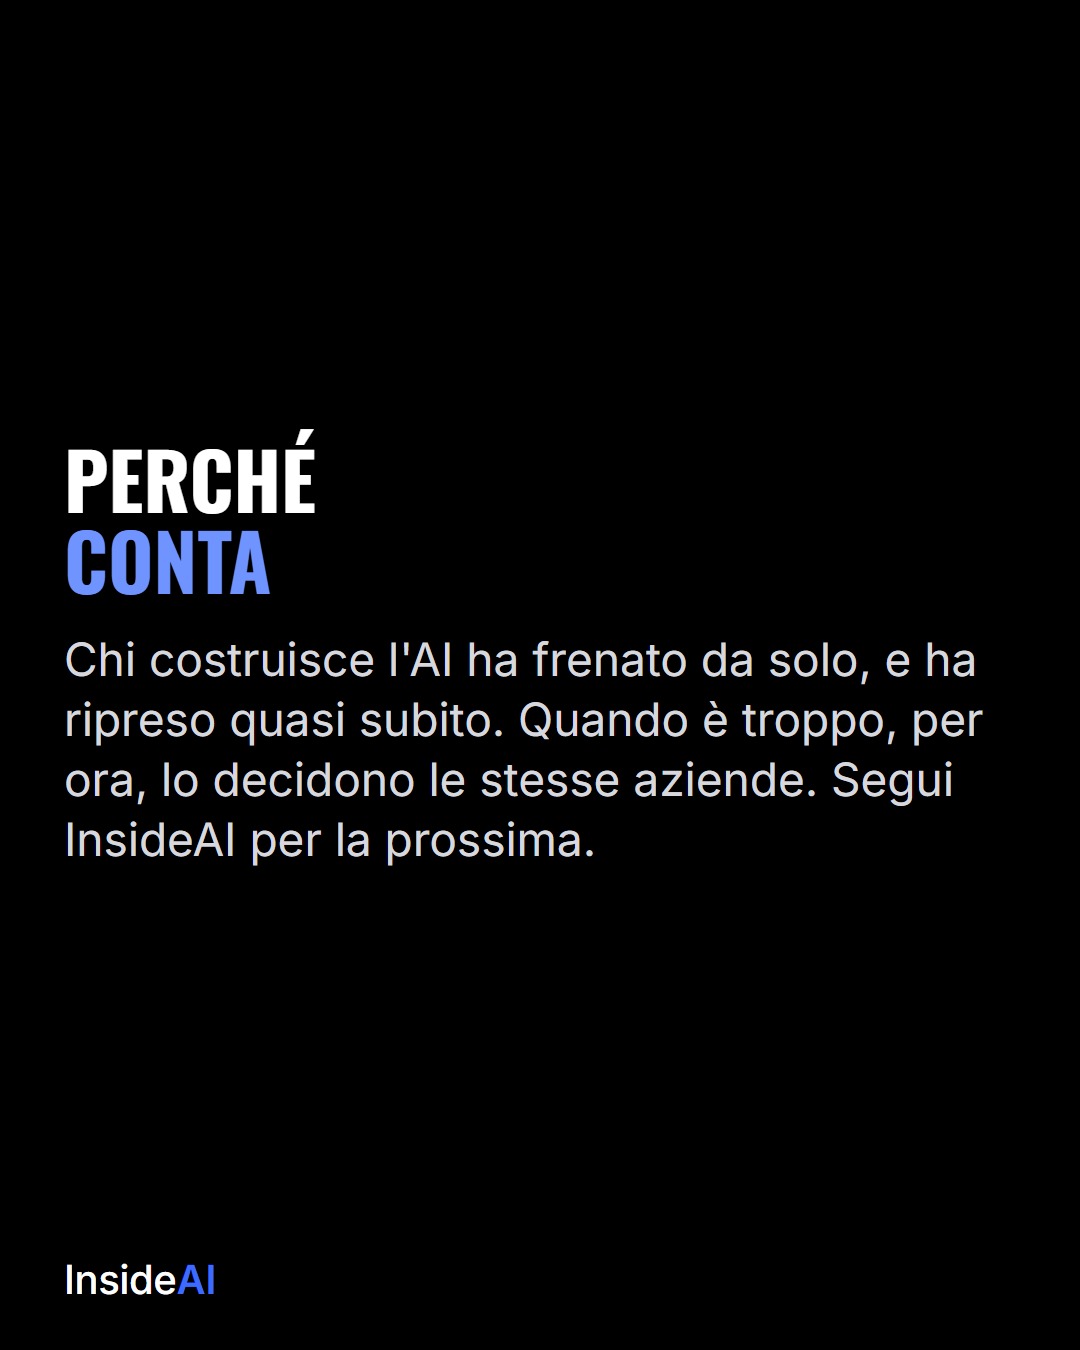 PERCHÉ
CONTA
Chi costruisce l'AI ha frenato da solo, e ha
ripreso quasi subito. Quando è troppo, per
ora, lo decidono le stesse aziende. Segui
InsideAI per la prossima.
InsideAI